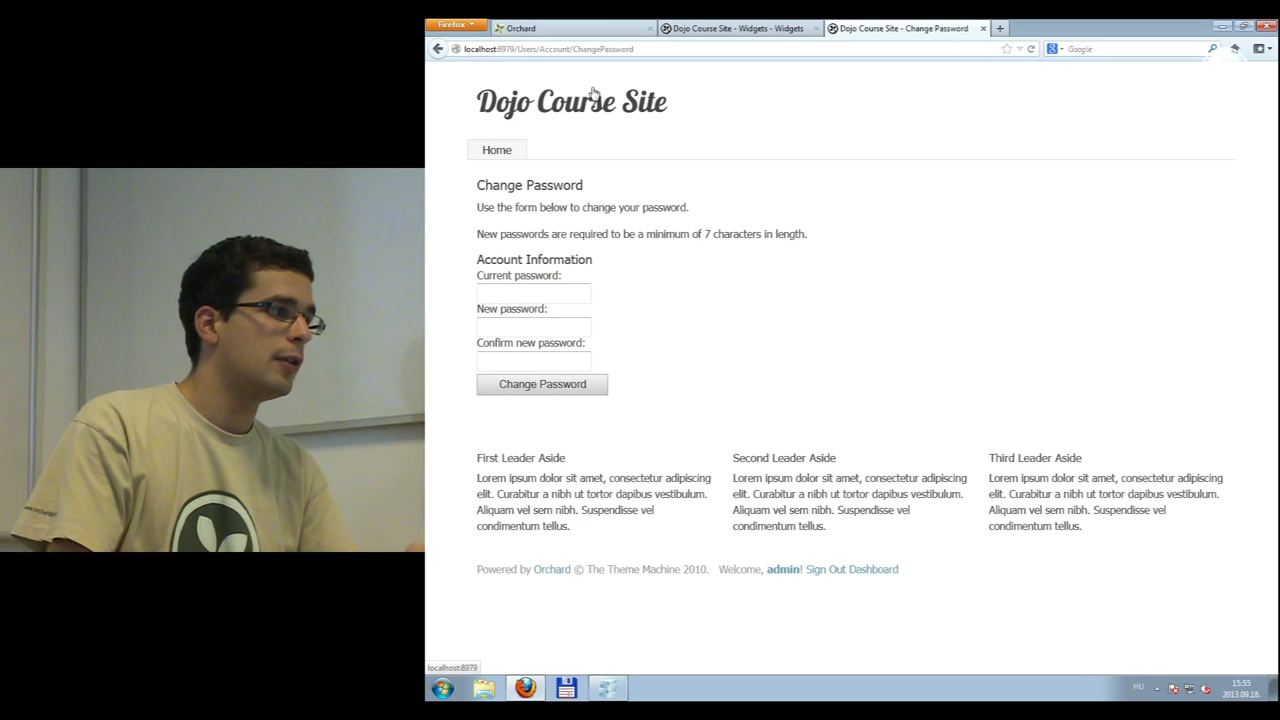 Firefox
Orchard
Dojo Course Site - Widgets - Widgets
Dojo Course Site - Change Password
localhost:8979/Users/Account/ChangePassword
Google
Dojo Course Site
Home
Change Password
Use the form below to change your password.
New passwords are required to be a minimum of 7 characters in length.
Account Information
Current password:
New password:
Confirm new password:
Change Password
First Leader Aside
Lorem ipsum dolor sit amet, consectetur adipiscing
elit. Curabitur a nibh ut tortor dapibus vestibulum.
Aliquam vel sem nibh. Suspendisse vel
condimentum tellus.
Second Leader Aside
Lorem ipsum dolor sit amet, consectetur adipiscing
elit. Curabitur a nibh ut tortor dapibus vestibulum.
Aliquam vel sem nibh. Suspendisse vel
condimentum tellus.
Third Leader Aside
Lorem ipsum dolor sit amet, consectetur adipiscing
elit. Curabitur a nibh ut tortor dapibus vestibulum.
Aliquam vel sem nibh. Suspendisse vel
condimentum tellus.
Powered by Orchard © The Theme Machine 2010. Welcome, admin! Sign Out Dashboard
localhost:8979
HU
15:55
2013.09.18.